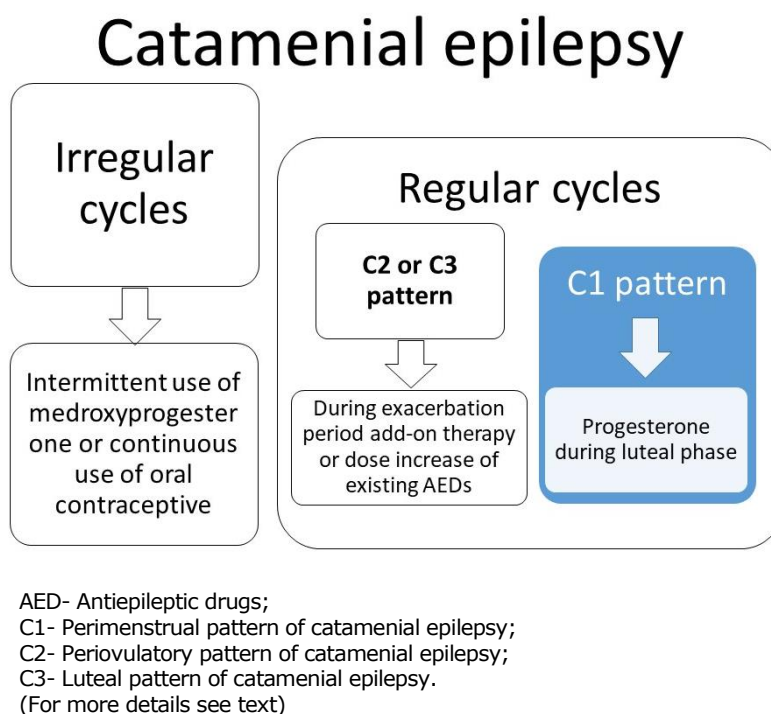 Catamenial epilepsy
Irregular
cycles
Intermittent use of
medroxyprogester
one or continuous
use of oral
contraceptive
Regular cycles
C2 or C3
pattern
During exacerbation
period add-on therapy
or dose increase of
existing AEDs
C1 pattern
Progesterone
during luteal phase
AED- Antiepileptic drugs;
C1- Perimenstrual pattern of catamenial epilepsy;
C2- Periovulatory pattern of catamenial epilepsy;
C3- Luteal pattern of catamenial epilepsy.
(For more details see text)